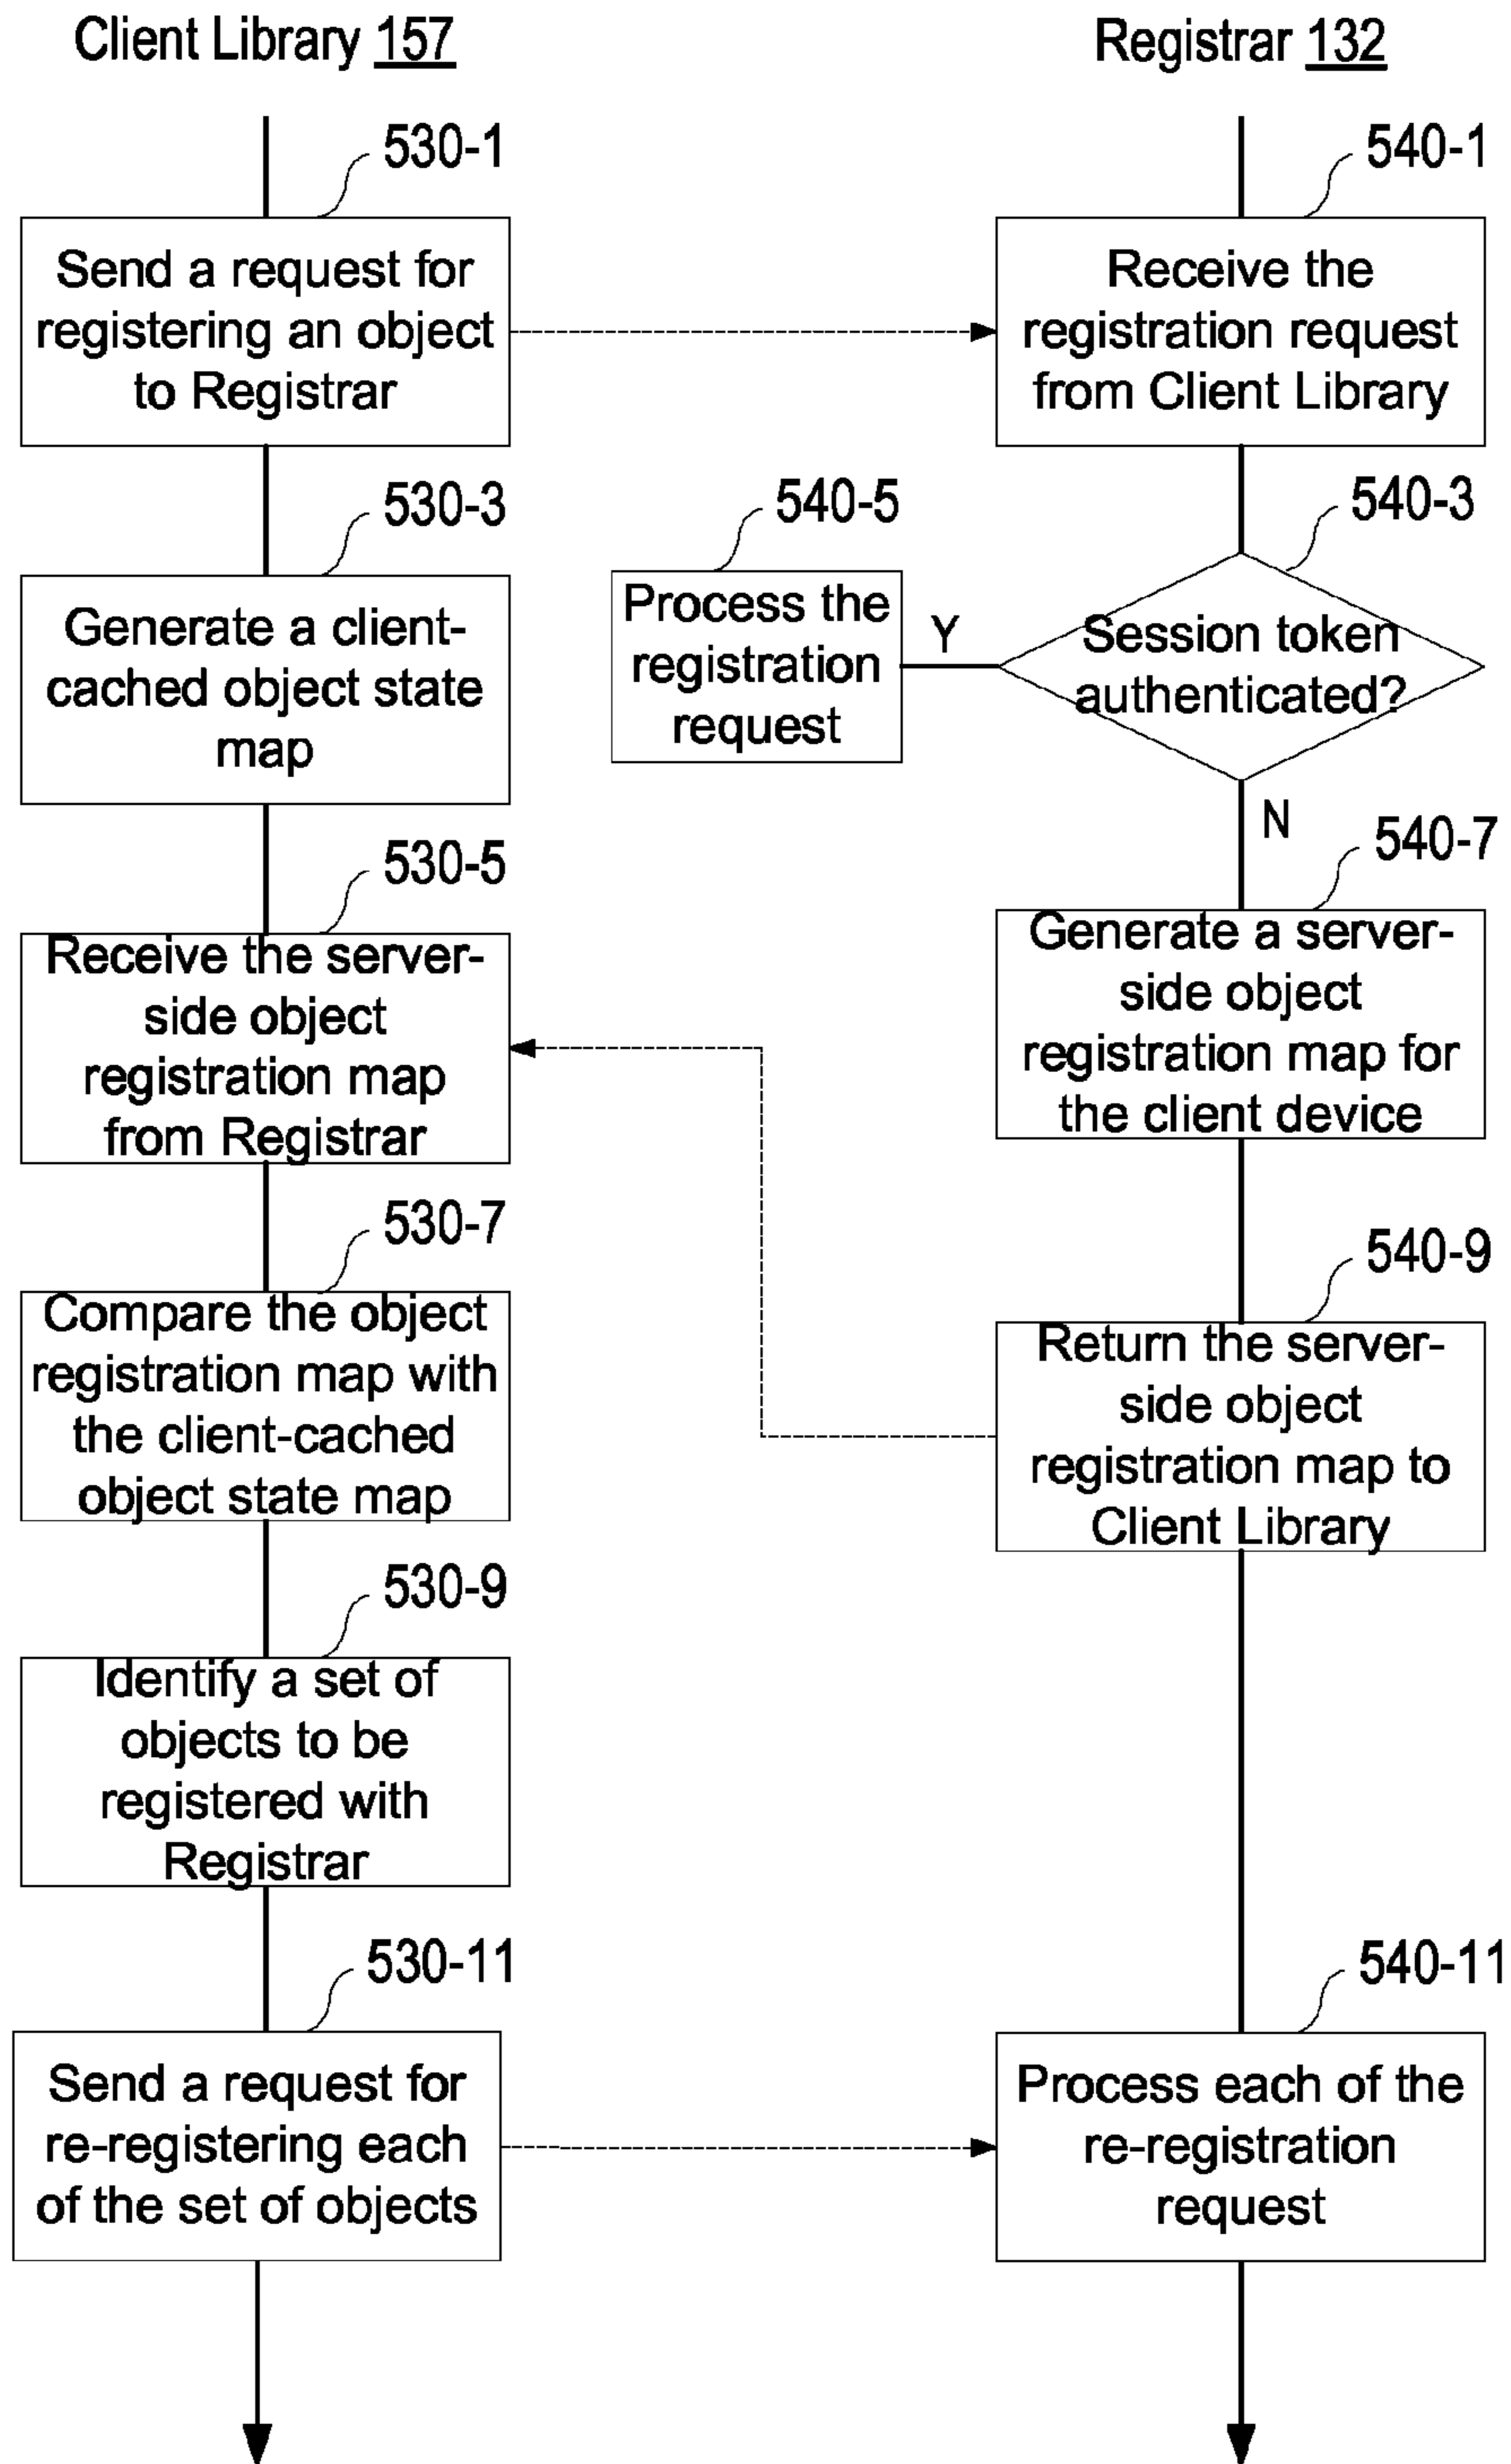 Client Library 157
Registrar 132
530-1
Send a request for
registering an object
to Registrar
540-1
Receive the
registration request
from Client Library
530-3
Generate a client-
cached object state
map
540-5
Process the
registration
request
540-3
Session token
authenticated?
Y
N
530-5
Receive the server-
side object
registration map
from Registrar
540-7
Generate a server-
side object
registration map for
the client device
530-7
Compare the object
registration map with
the client-cached
object state map
540-9
Return the server-
side object
registration map to
Client Library
530-9
Identify a set of
objects to be
registered with
Registrar
530-11
Send a request for
re-registering each
of the set of objects
540-11
Process each of the
re-registration
request